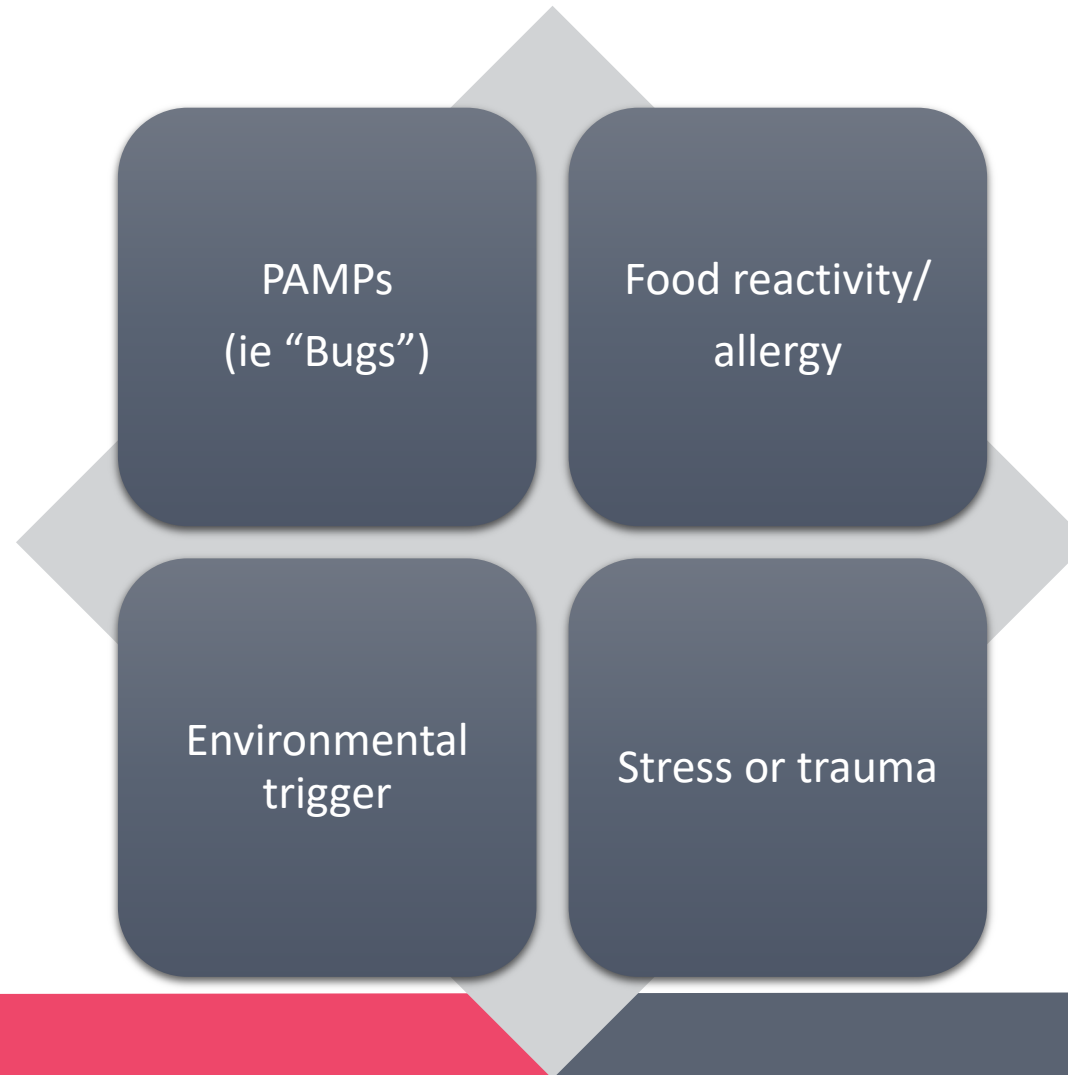 PAMPs
(ie “Bugs”)
Food reactivity/
allergy
Environmental
trigger
Stress or trauma